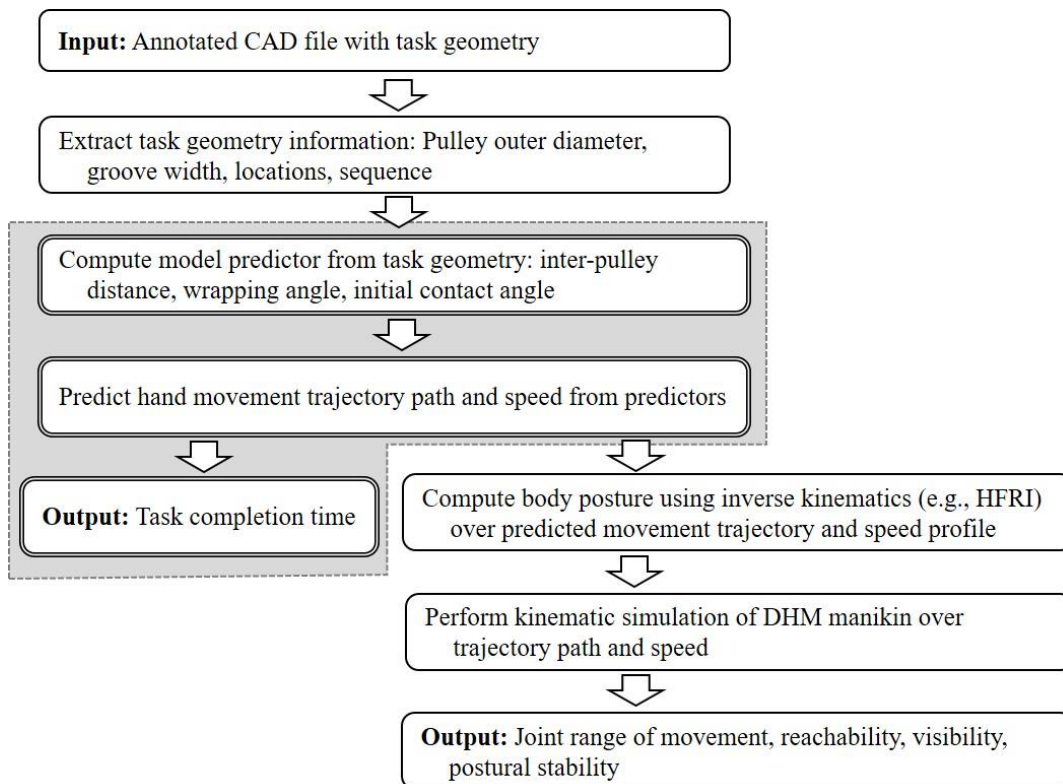 Input: Annotated CAD file with task geometry
Extract task geometry information: Pulley outer diameter,
groove width, locations, sequence
Compute model predictor from task geometry: inter-pulley
distance, wrapping angle, initial contact angle
Predict hand movement trajectory path and speed from predictors
Output: Task completion time
Compute body posture using inverse kinematics (e.g., HFRI)
over predicted movement trajectory and speed profile
Perform kinematic simulation of DHM manikin over
trajectory path and speed
Output: Joint range of movement, reachability, visibility,
postural stability